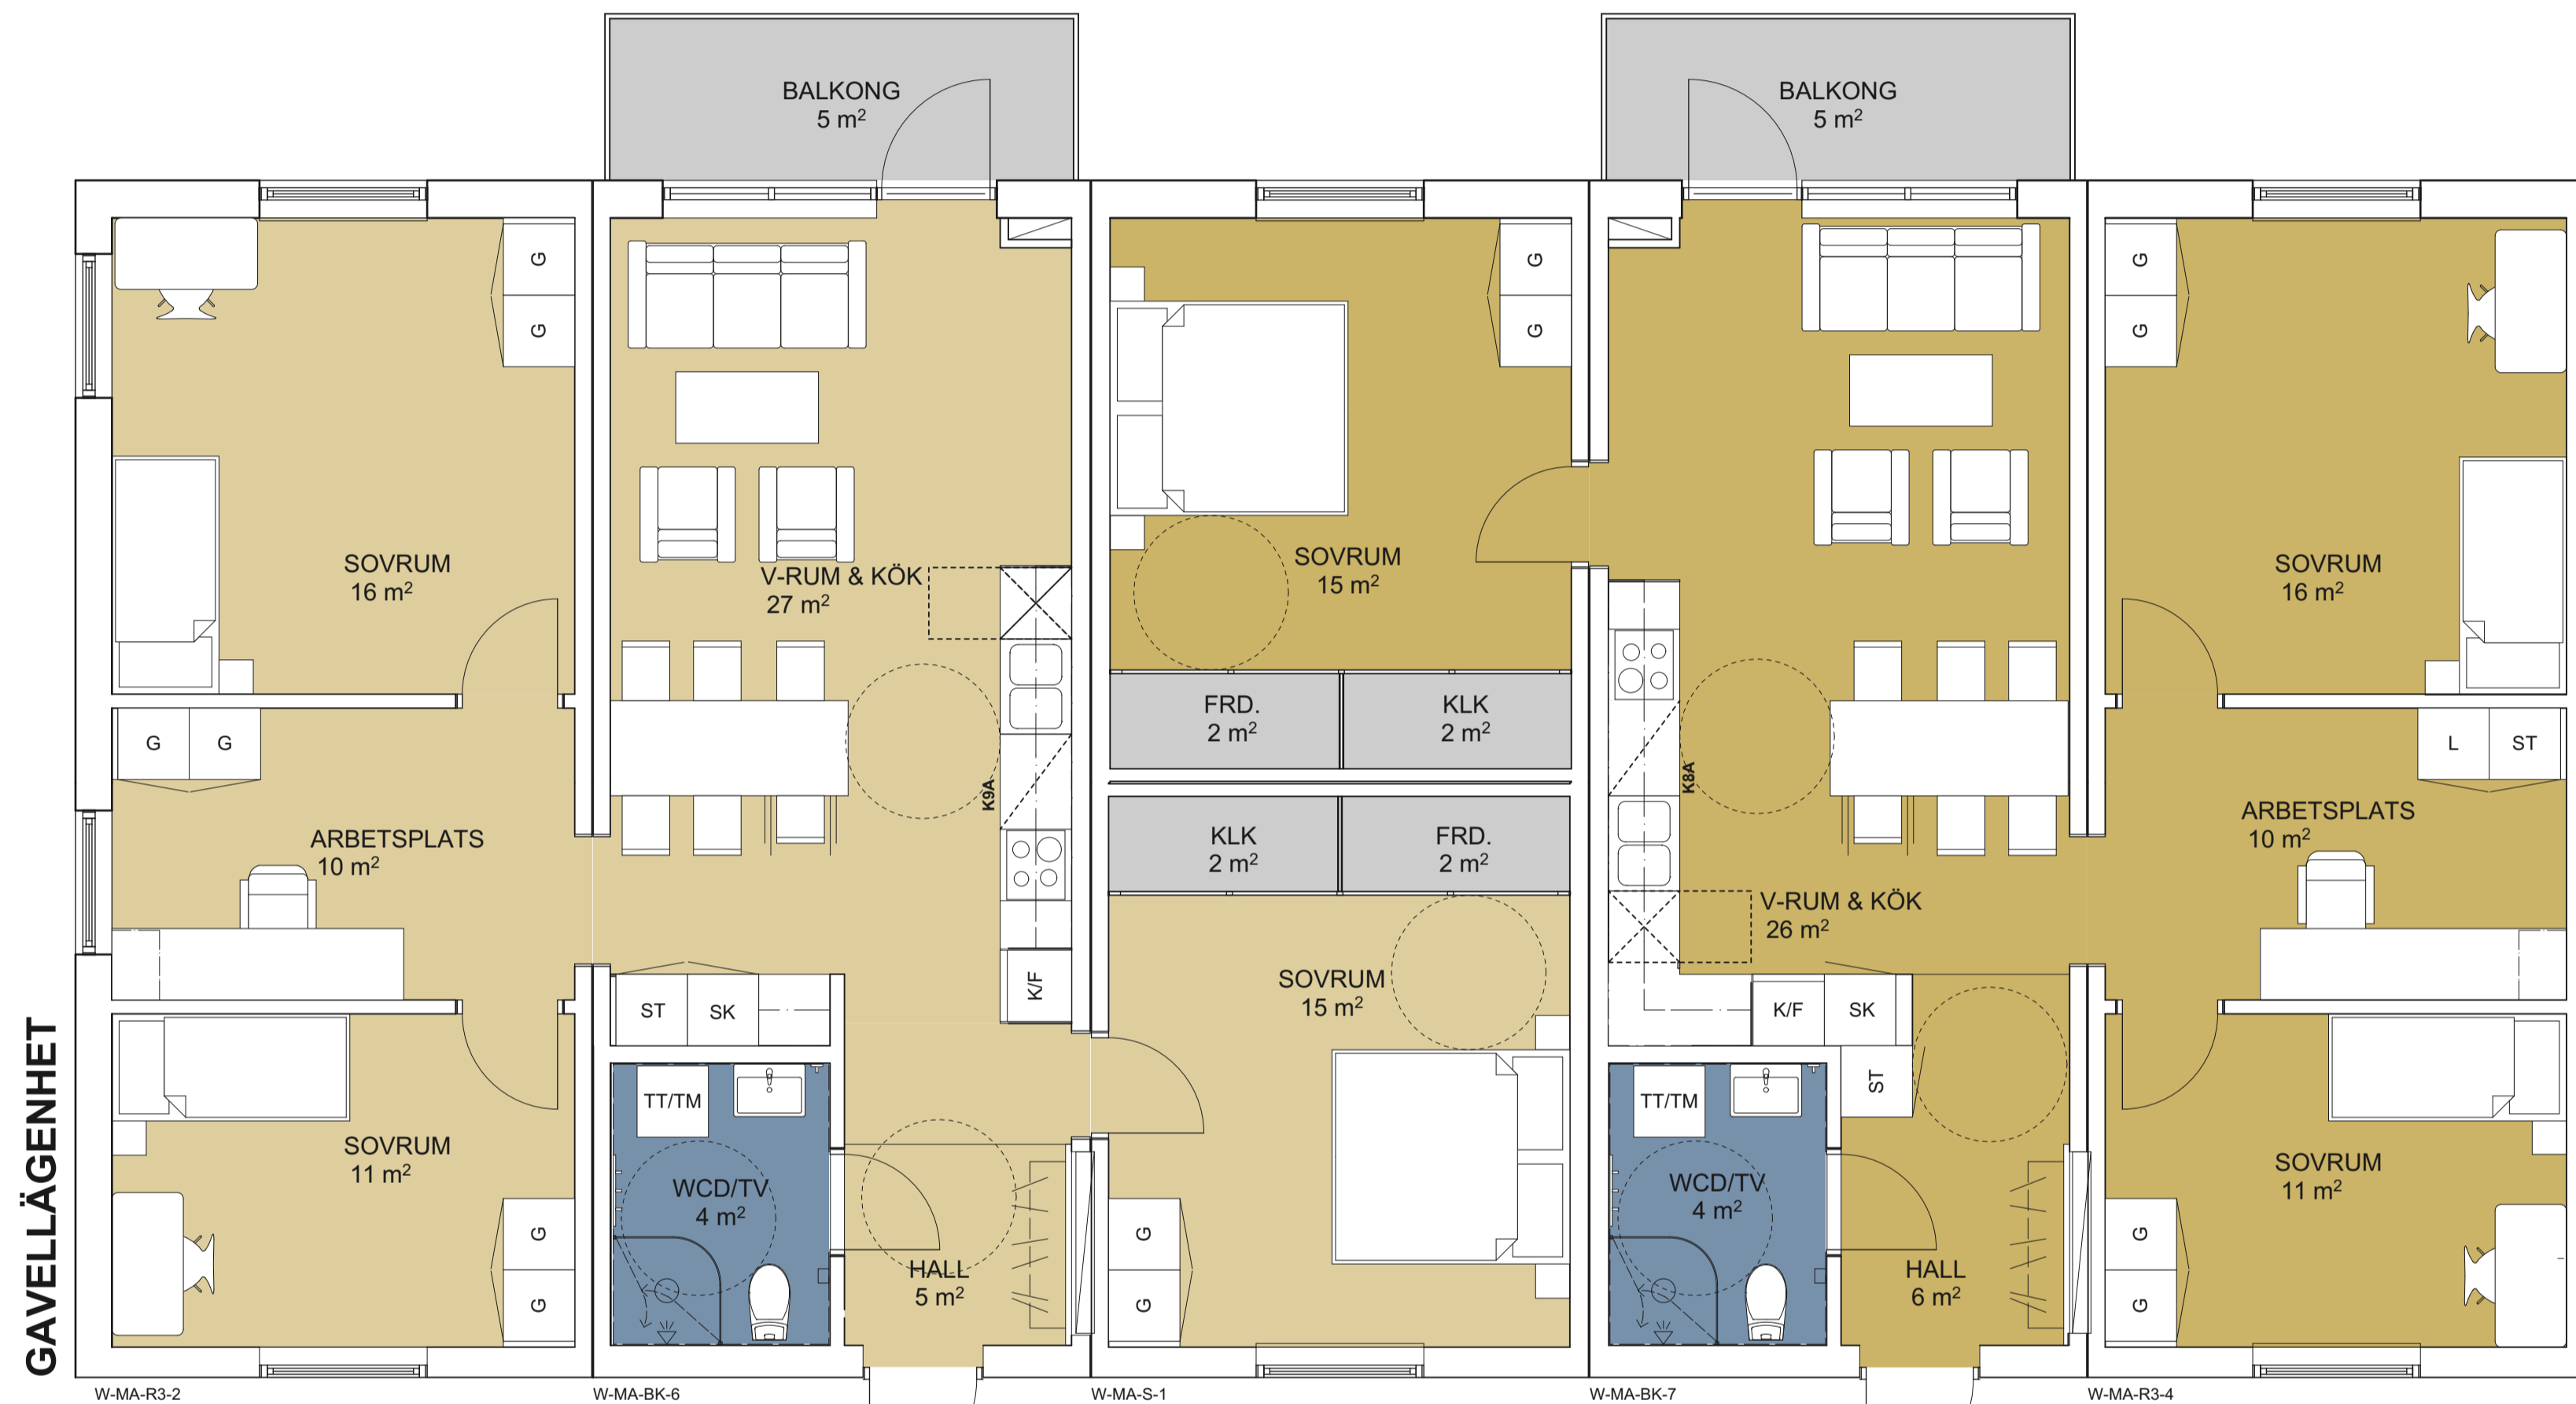 BALKONG
5 m²
BALKONG
5 m²
G
G
SOVRUM
16 m²
V-RUM & KÖK
27 m²
G
G
SOVRUM
15 m²
G
G
SOVRUM
16 m²
G G
ARBETSPLATS
10 m²
K9A
K/F
ST SK
FRD.
2 m²
KLK
2 m²
KLK
2 m²
FRD.
2 m²
K8A
V-RUM & KÖK
26 m²
K/F SK
ST
L ST
ARBETSPLATS
10 m²
GAVELLÄGENHET
SOVRUM
11 m²
G
G
TT/TM
WCD/TV
4 m²
HALL
5 m²
SOVRUM
15 m²
G
G
TT/TM
WCD/TV
4 m²
HALL
6 m²
SOVRUM
11 m²
G
G
W-MA-R3-2
W-MA-BK-6
W-MA-S-1
W-MA-BK-7
W-MA-R3-4